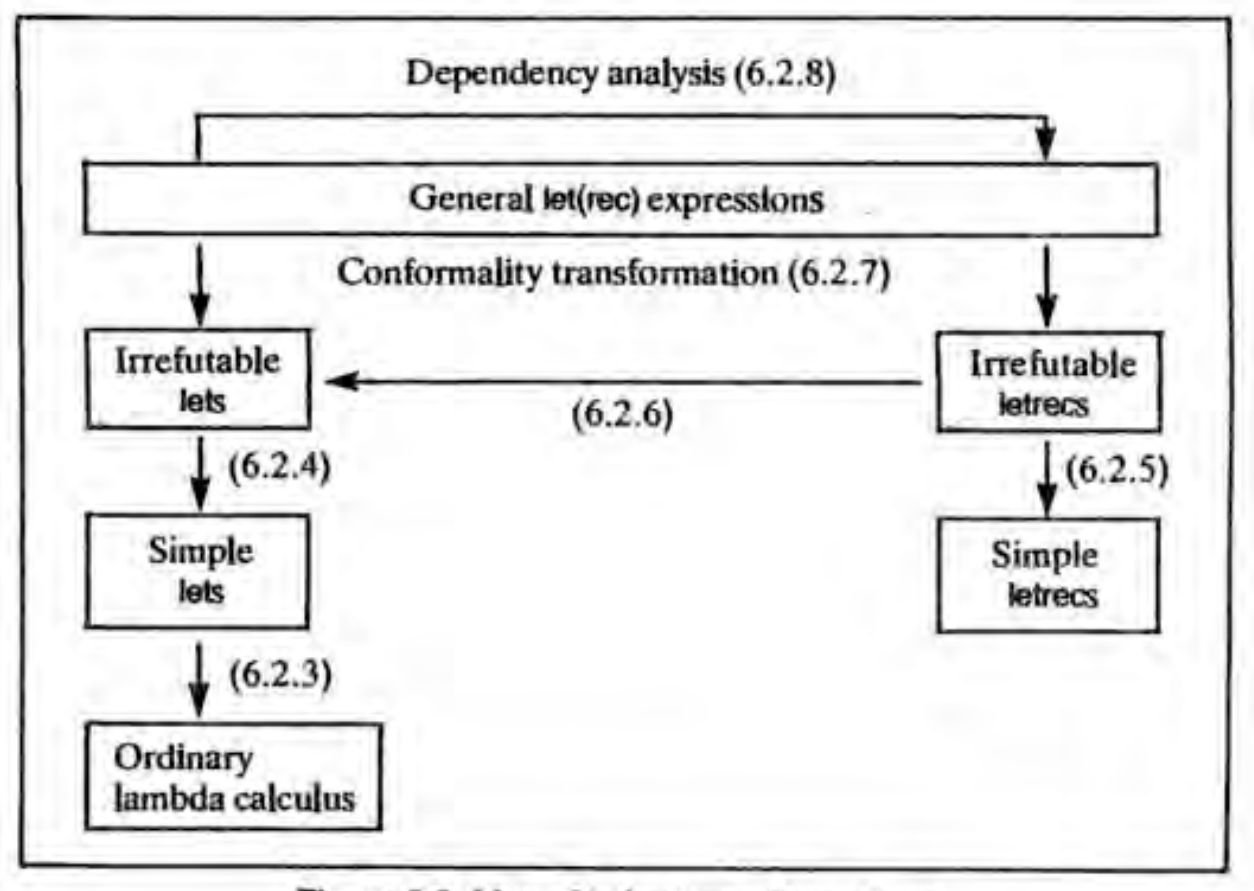 Dependency analysis (6.2.8)
General let(rec) expressions
Conformality transformation (6.2.7)
Irrefutable
lets
Irrefutable
letrecs
(6.2.6)
(6.2.4)
(6.2.5)
Simple
lets
Simple
letrecs
(6.2.3)
Ordinary
lambda calculus